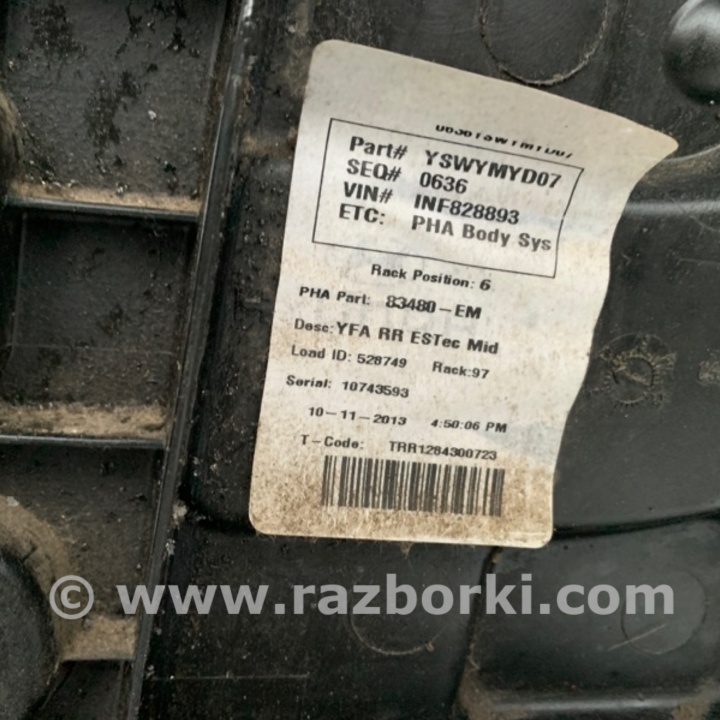 0636YSWYMYD07
Part# YSWYMYD07
SEQ# 0636
VIN# INF828893
ETC: PHA Body Sys
Rack Position: 6
PHA Part: 83480-EM
Desc: YFA RR ESTec Mid
Load ID: 528749 Rack: 97
Serial: 10743593
10-11-2013 4:50:06 PM
T-Code: TRR1284300723
© www.razborki.com